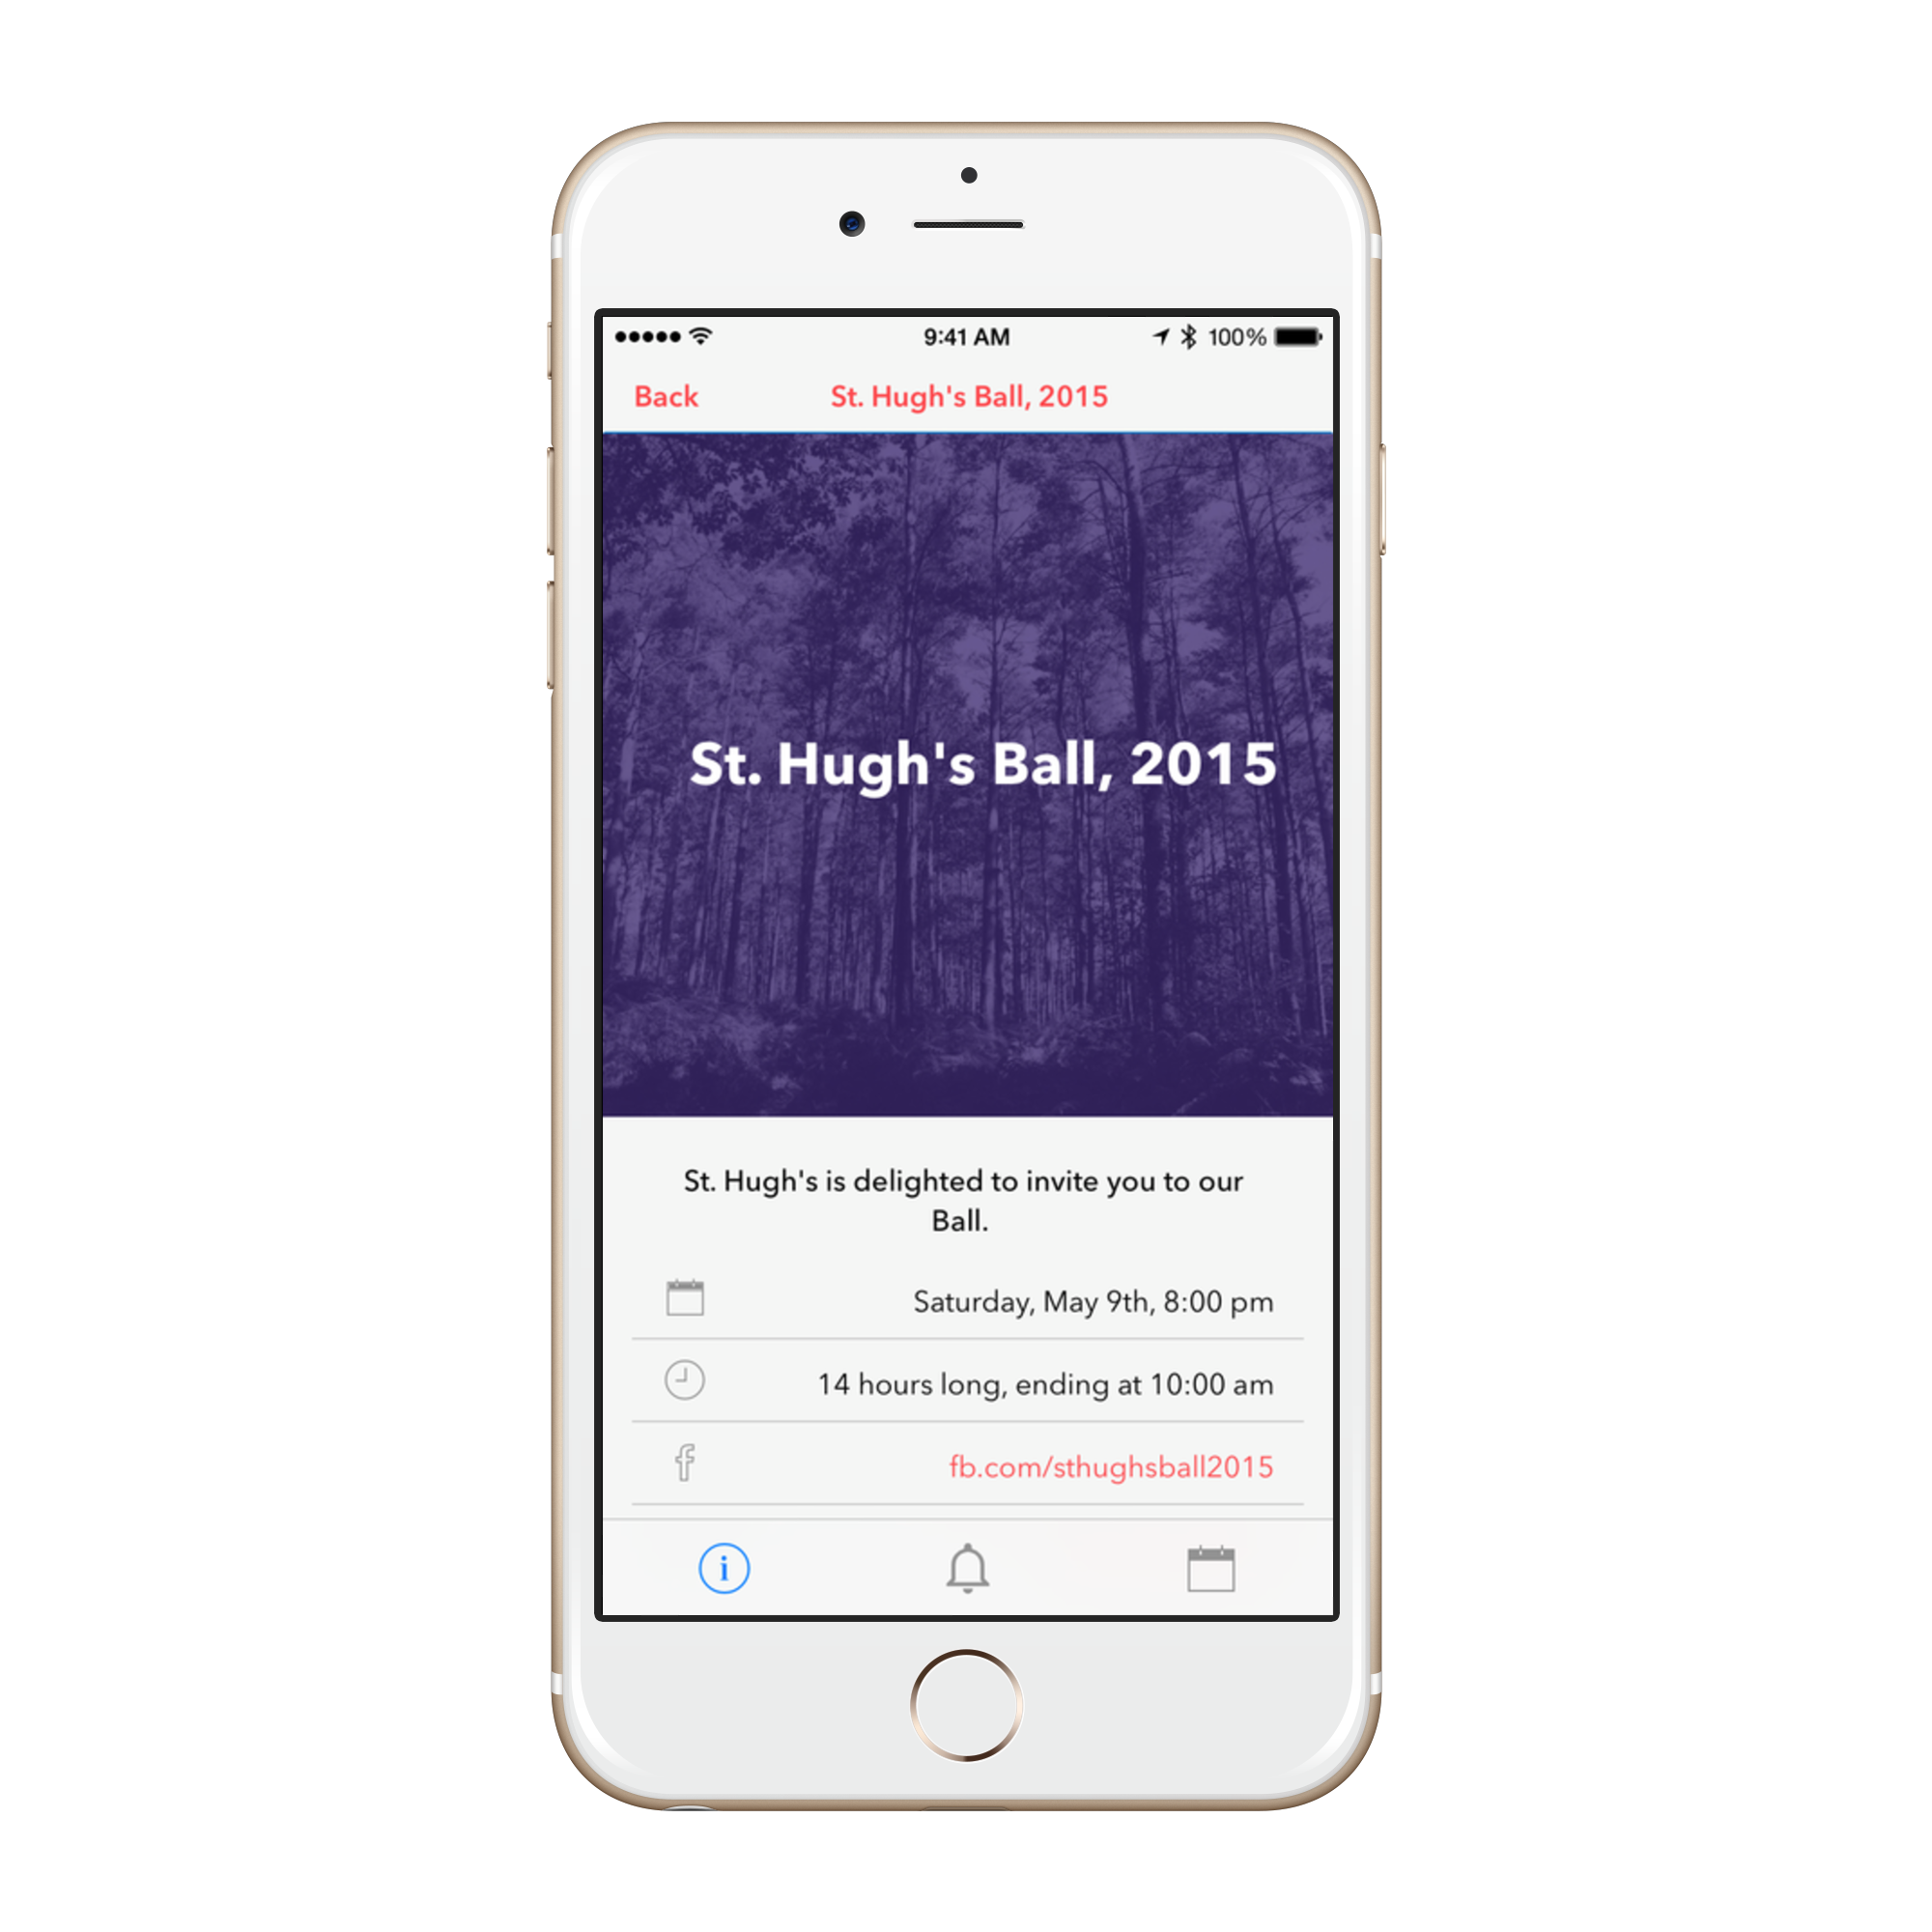 9:41 AM 100%
Back St. Hugh's Ball, 2015
St. Hugh's Ball, 2015
St. Hugh's is delighted to invite you to our
Ball.
Saturday, May 9th, 8:00 pm
14 hours long, ending at 10:00 am
fb.com/sthughsball2015